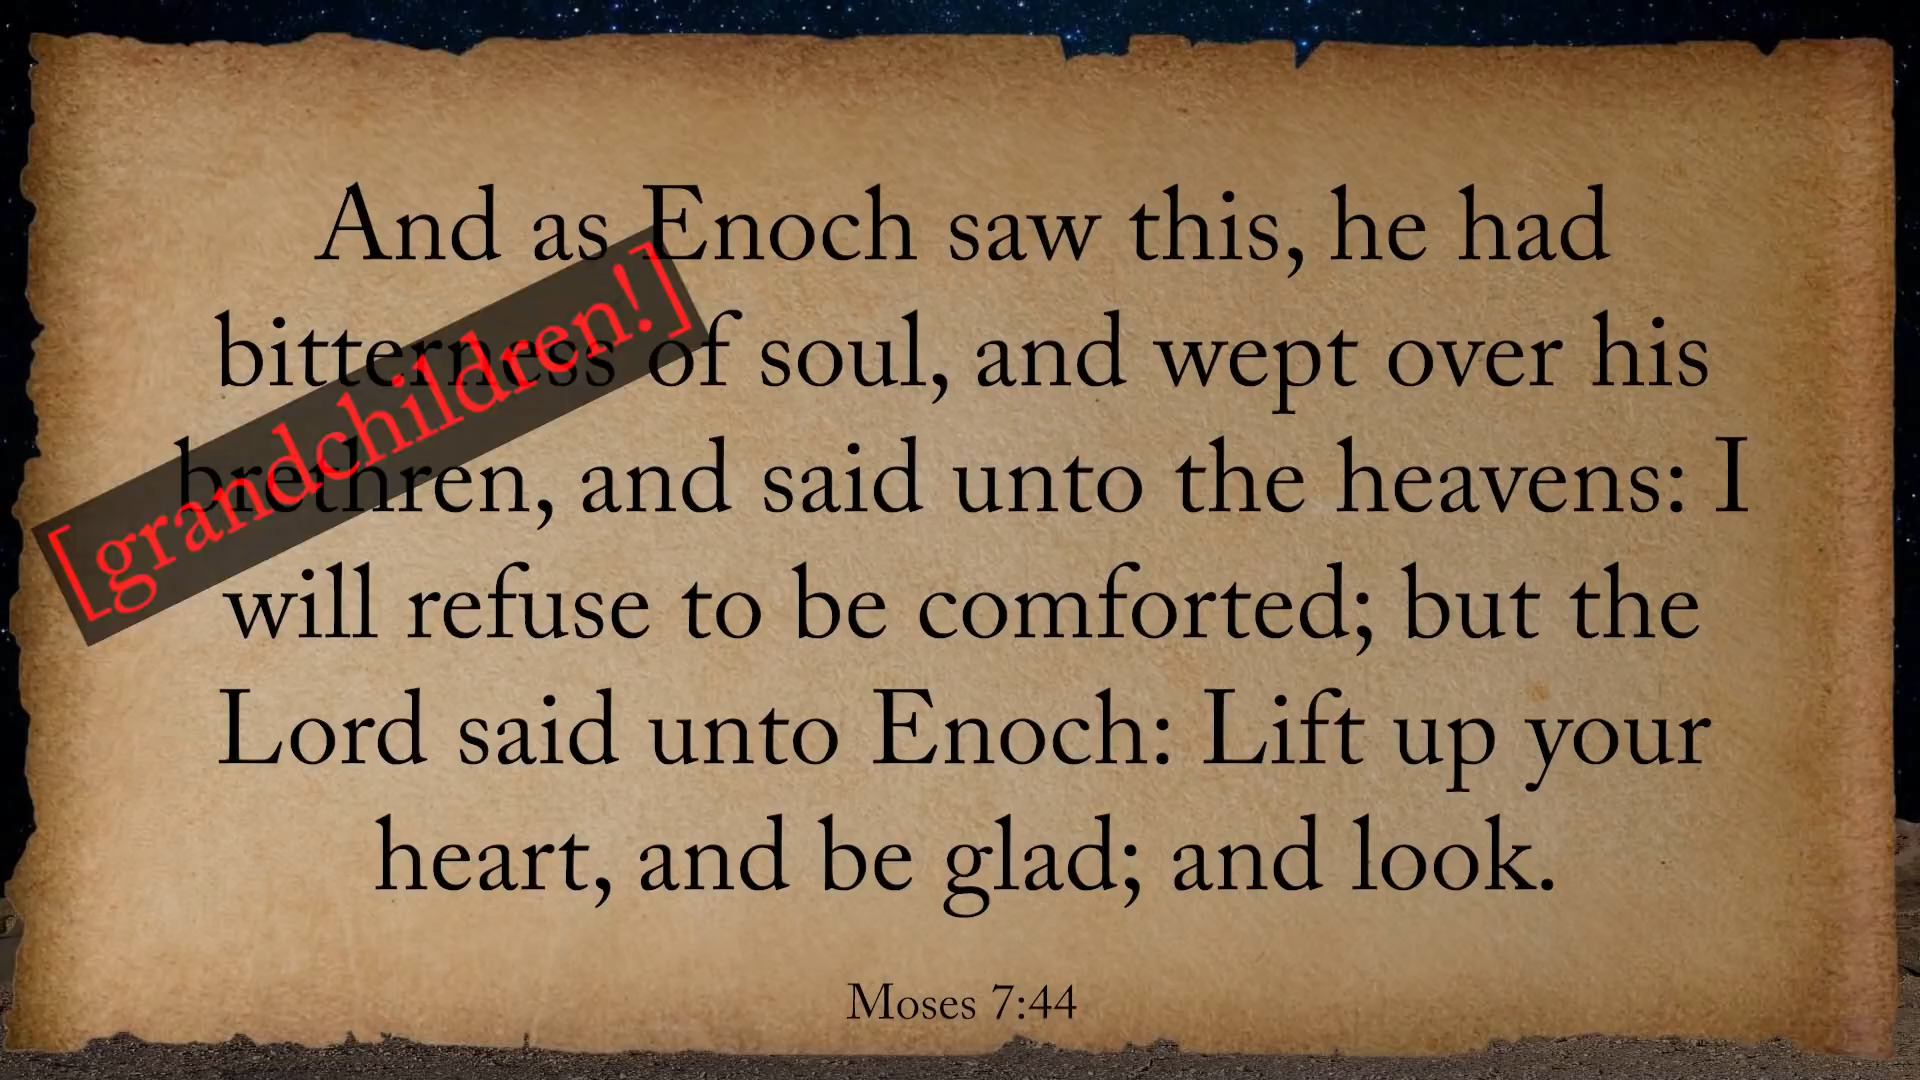 And as Enoch saw this, he had
bitterness of soul, and wept over his
[grandchildren!]
brethren, and said unto the heavens: I
will refuse to be comforted; but the
Lord said unto Enoch: Lift up your
heart, and be glad; and look.
Moses 7:44